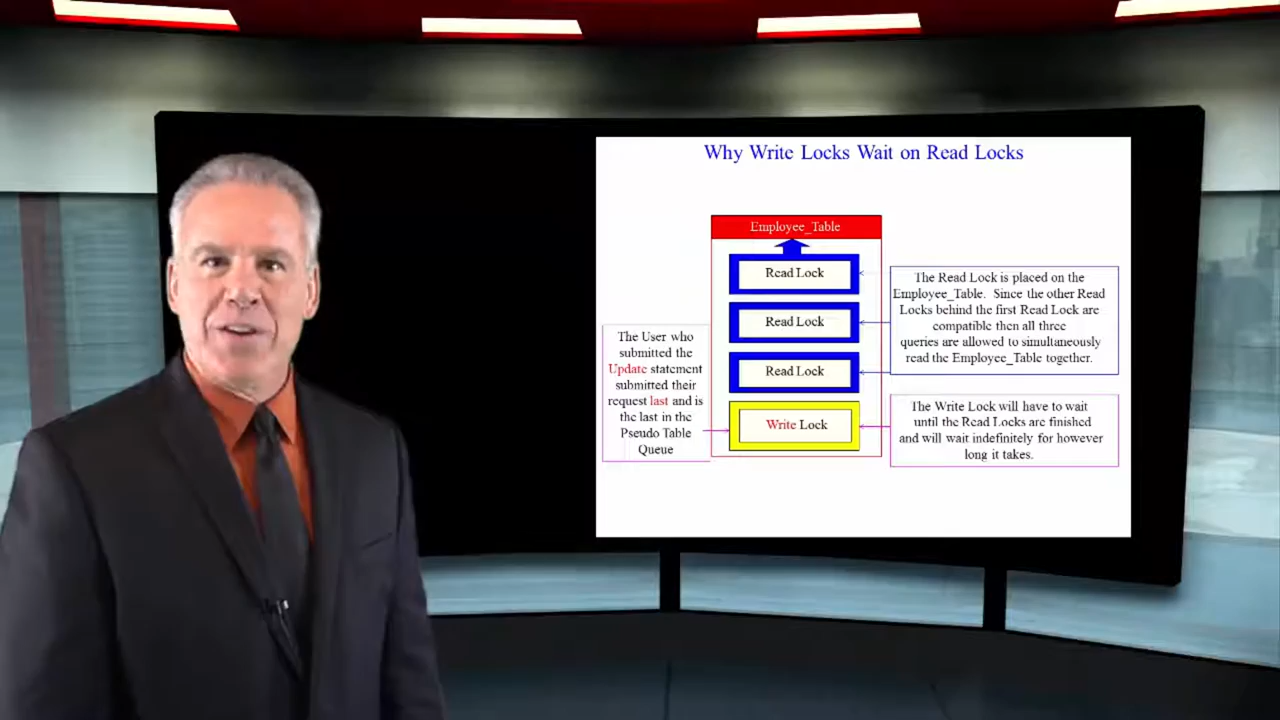 Why Write Locks Wait on Read Locks
Employee_Table
Read Lock
Read Lock
Read Lock
Write Lock
The Read Lock is placed on the
Employee_Table. Since the other Read
Locks behind the first Read Lock are
compatible then all three
queries are allowed to simultaneously
read the Employee_Table together.
The User who
submitted the
Update statement
submitted their
request last and is
the last in the
Pseudo Table
Queue
The Write Lock will have to wait
until the Read Locks are finished
and will wait indefinitely for however
long it takes.